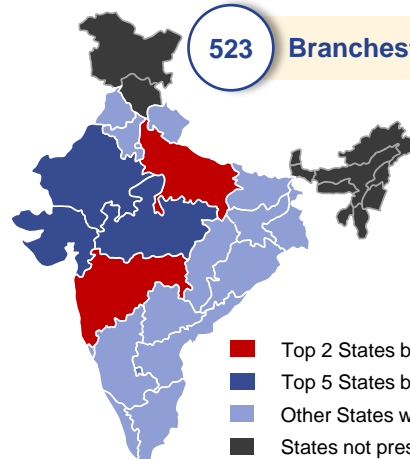 523 Branches
Top 2 States b
Top 5 States b
Other States w
States not pres